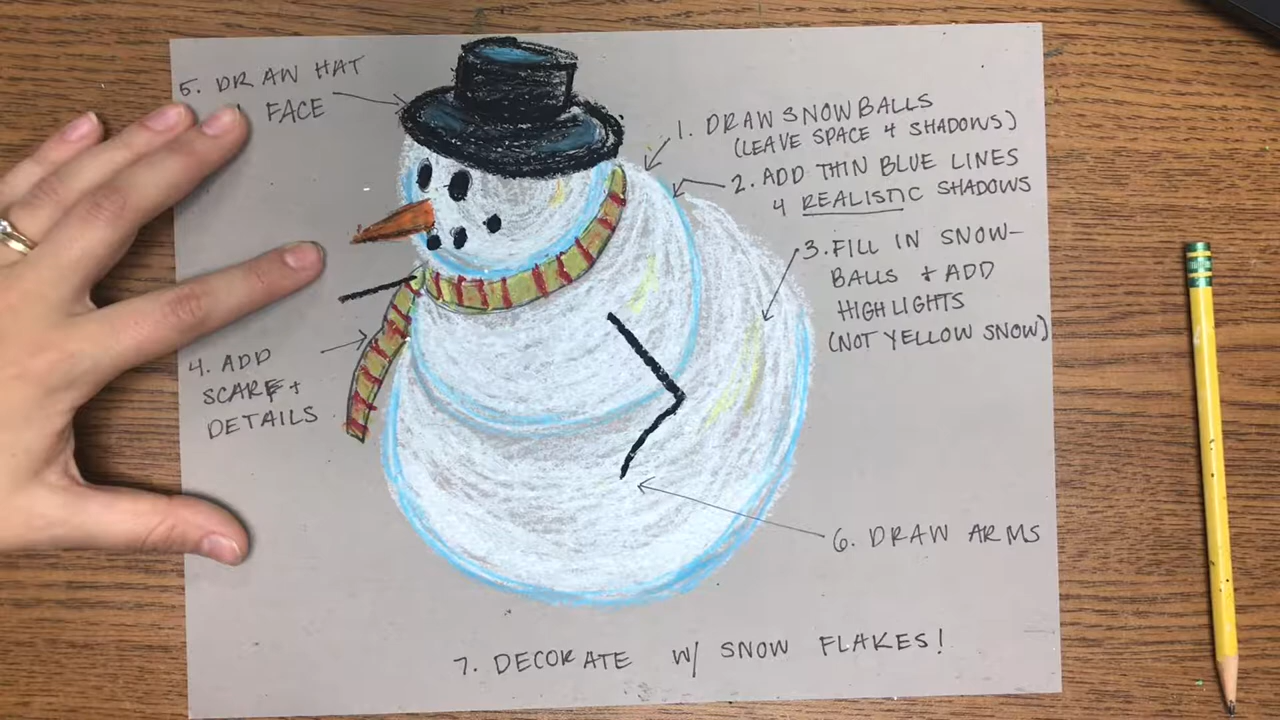 5. DRAW HAT
FACE
1. DRAW SNOWBALLS
(LEAVE SPACE 4 SHADOWS)
2. ADD THIN BLUE LINES
4 REALISTIC SHADOWS
3. FILL IN SNOW-
BALLS + ADD
HIGHLIGHTS
(NOT YELLOW SNOW)
4. ADD
SCARF +
DETAILS
6. DRAW ARMS
7. DECORATE W/ SNOW FLAKES!